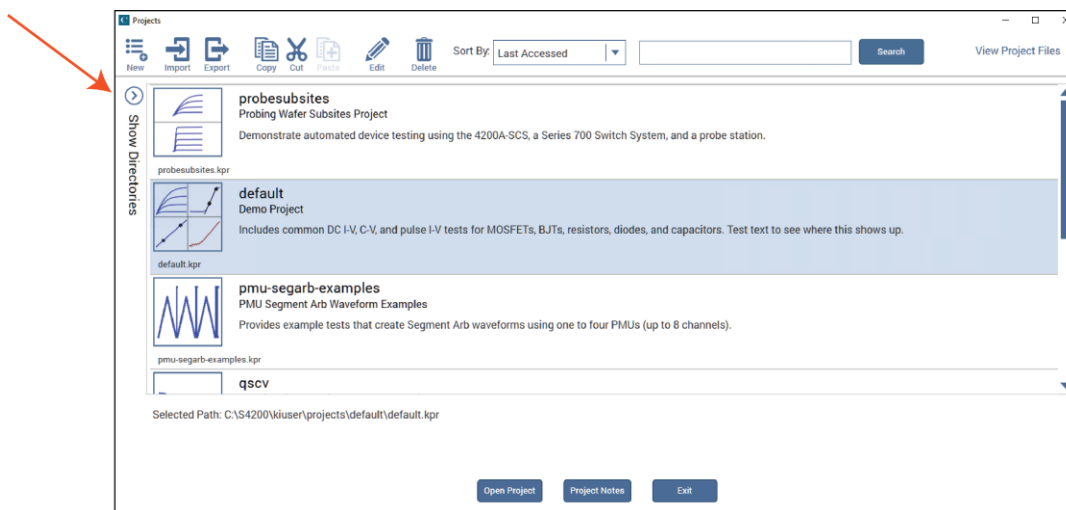 Projects
New Import Export Copy Cut Paste Edit Delete Sort By: Last Accessed Search View Project Files
Show Directories
probesubsites
Probing Wafer Subsites Project
Demonstrate automated device testing using the 4200A-SCS, a Series 700 Switch System, and a probe station.
probesubsites.kpr
default
Demo Project
Includes common DC I-V, C-V, and pulse I-V tests for MOSFETs, BJTs, resistors, diodes, and capacitors. Test text to see where this shows up.
default.kpr
pmu-segarb-examples
PMU Segment Arb Waveform Examples
Provides example tests that create Segment Arb waveforms using one to four PMUs (up to 8 channels).
pmu-segarb-examples.kpr
qscv
Selected Path: C:\S4200\kiuser\projects\default\default.kpr
Open Project Project Notes Exit